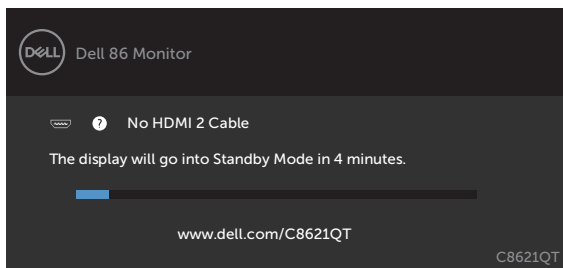 DELL
Dell 86 Monitor
? No HDMI 2 Cable
The display will go into Standby Mode in 4 minutes.
www.dell.com/C8621QT
C8621QT